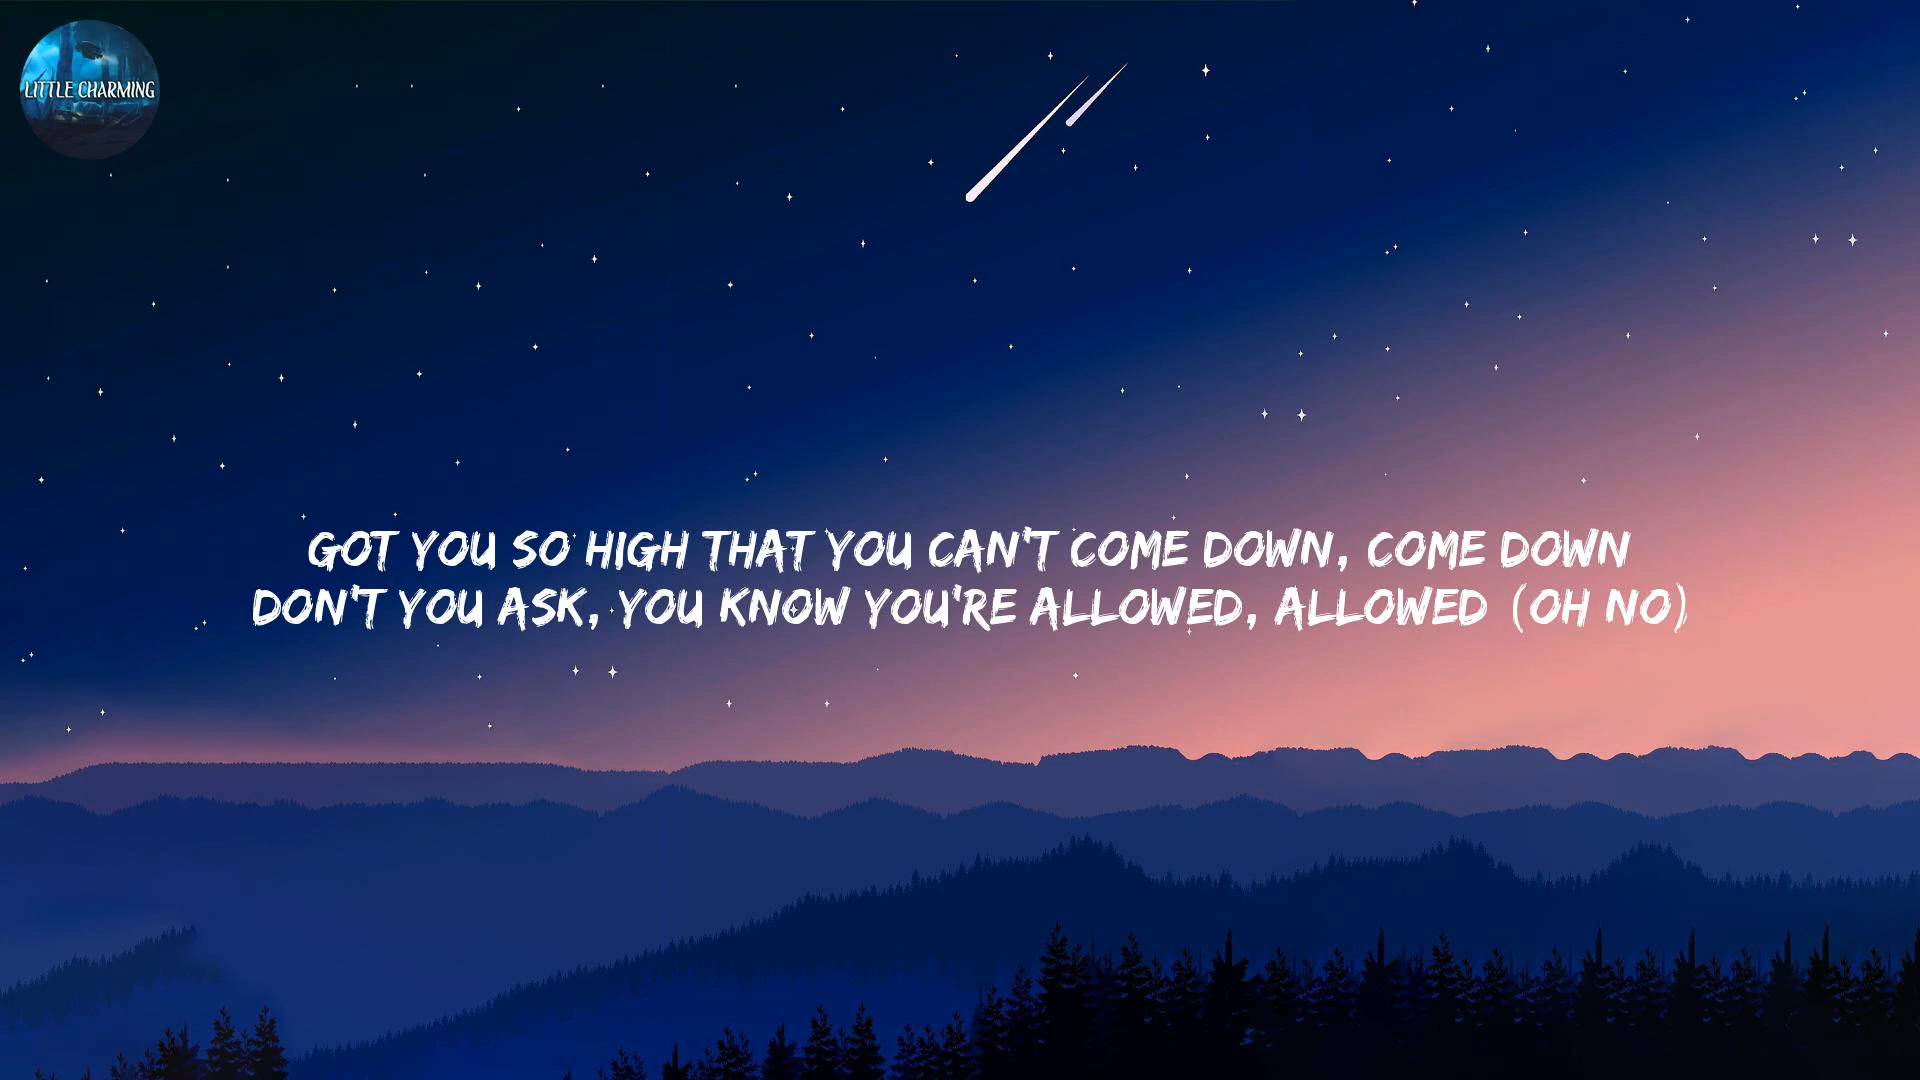 LITTLE CHARMING
GOT YOU SO HIGH THAT YOU CAN'T COME DOWN, COME DOWN
DON'T YOU ASK, YOU KNOW YOU'RE ALLOWED, ALLOWED (OH NO)